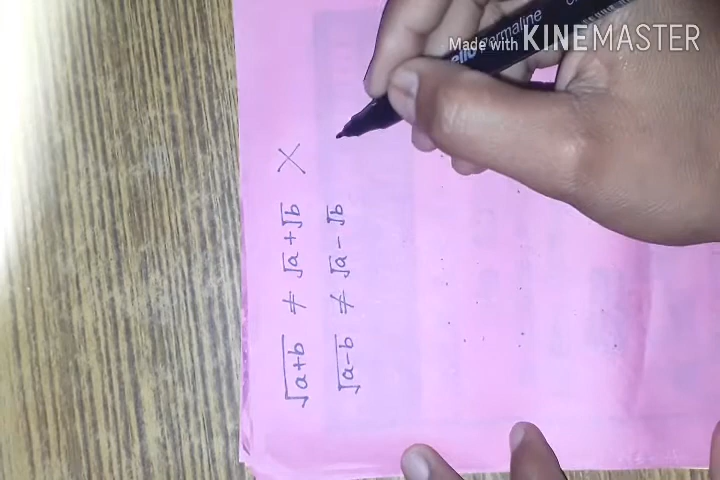 √(a+b) ≠ √a + √b ×
√(a-b) ≠ √a - √b
Made with KINEMASTER